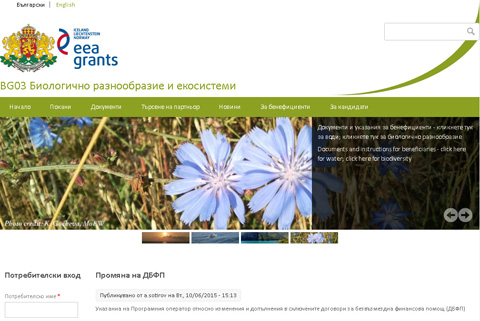 Български | English
ICELAND
LIECHTENSTEIN
NORWAY
eea
grants
BG03 Биологично разнообразие и екосистеми
Начало Покани Документи Търсене на партньор Новини За бенефициенти За кандидати
Документи и указания за бенефициенти - кликнете тук
за води; кликнете тук за биологично разнообразие
Documents and instructions for beneficiaries - click here
for water; click here for biodiversity
Photo credit: K.
Потребителски вход
Потребителско име *
Промяна на ДБФП
Публикувано от a.sotirov на Вт, 10/06/2015 - 15:13
Указания на Програмния оператор относно изменения и допълнения в сключените договори за безвъзмездна финансова помощ (ДБФП)